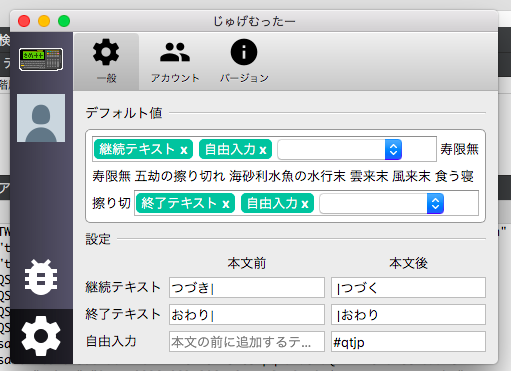 じゅげむったー
一般
アカウント
バージョン
デフォルト値
継続テキスト x 自由入力 x 寿限無
寿限無 五劫の擦り切れ 海砂利水魚の水行末 雲来末 風来末 食う寝
擦り切 終了テキスト x 自由入力 x
設定
本文前 本文後
継続テキスト つづき| |つづく
終了テキスト おわり| |おわり
自由入力 本文の前に追加するテ... #qtjp